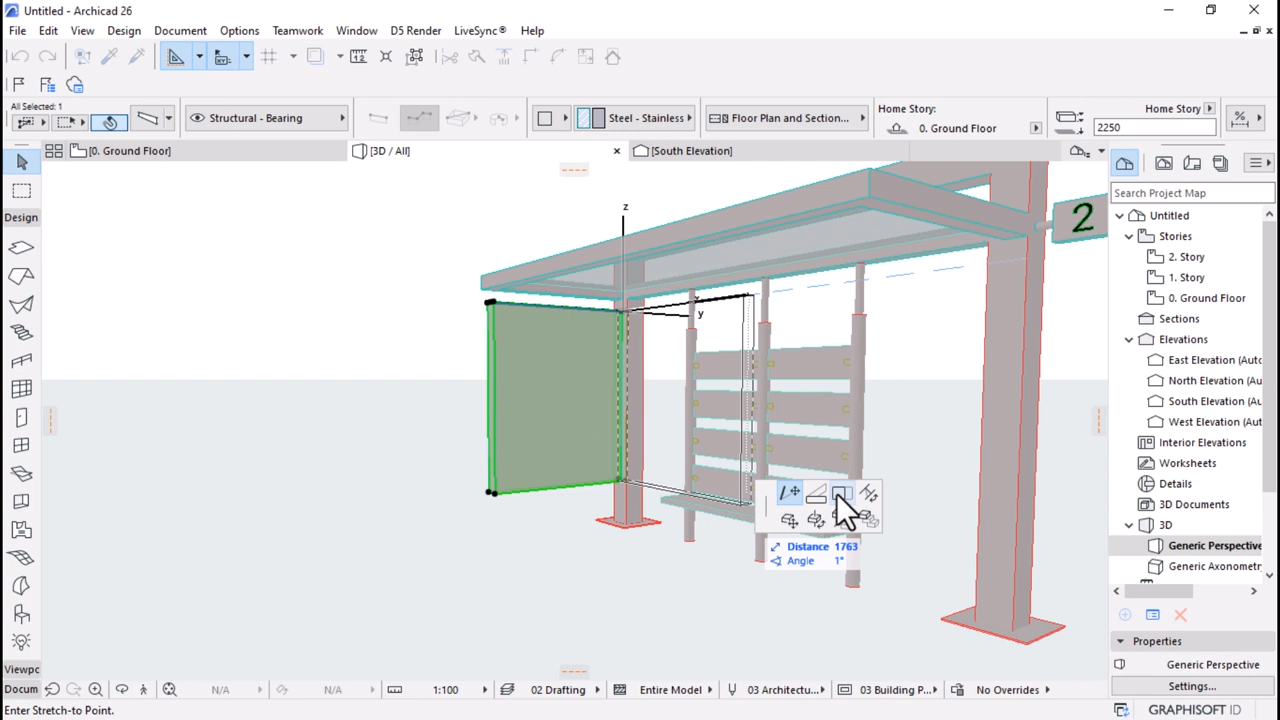 Untitled - Archicad 26
File Edit View Design Document Options Teamwork Window D5 Render LiveSync® Help
All Selected: 1
Structural - Bearing
Steel - Stainless
Floor Plan and Section...
Home Story:
0. Ground Floor
Home Story
2250
[0. Ground Floor]
[3D / All]
[South Elevation]
Design
Search Project Map
Untitled
Stories
2. Story
1. Story
0. Ground Floor
Sections
Elevations
East Elevation (Auto
North Elevation (Au
South Elevation (Au
West Elevation (Aut
Interior Elevations
Worksheets
Details
3D Documents
3D
Generic Perspective
Generic Axonometr
z
x
y
2
Distance 1763
Angle 1°
Properties
Generic Perspective
Settings...
Viewpc
Docum
N/A
N/A
1:100
02 Drafting
Entire Model
03 Architectu...
03 Building P...
No Overrides
Enter Stretch-to Point.
GRAPHISOFT ID